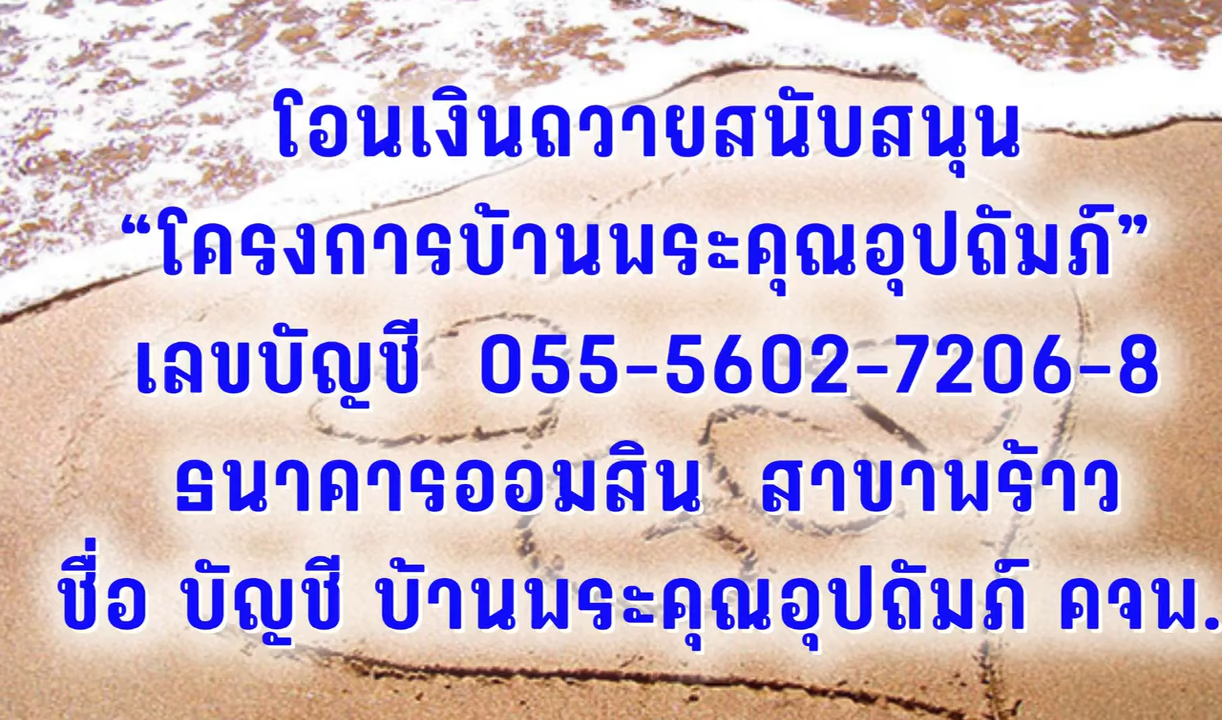 โอนเงินถวายสนับสนุน
“โครงการบ้านพระคุณอุปถัมภ์”
เลขบัญชี 055-5602-7206-8
ธนาคารออมสิน สาขาพร้าว
ชื่อ บัญชี บ้านพระคุณอุปถัมภ์ คจพ.